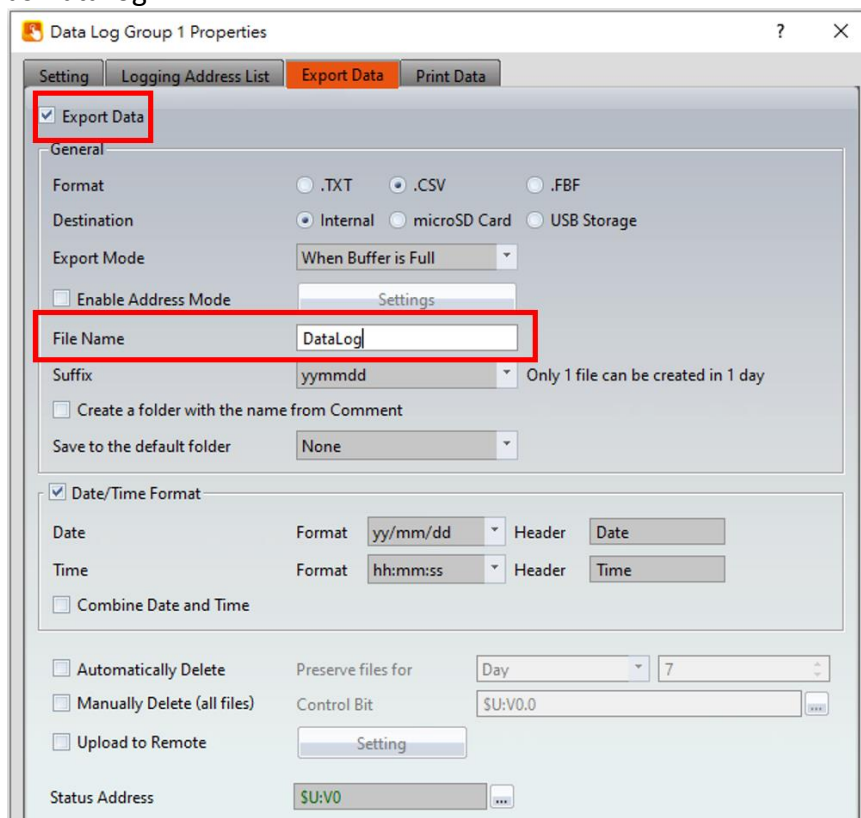 Data Log Group 1 Properties ? X
Setting Logging Address List Export Data Print Data
Export Data
General
Format .TXT .CSV .FBF
Destination Internal microSD Card USB Storage
Export Mode When Buffer is Full
Enable Address Mode Settings
File Name DataLog
Suffix yymmdd Only 1 file can be created in 1 day
Create a folder with the name from Comment
Save to the default folder None
Date/Time Format
Date Format yy/mm/dd Header Date
Time Format hh:mm:ss Header Time
Combine Date and Time
Automatically Delete Preserve files for Day 7
Manually Delete (all files) Control Bit $U:V0.0 ...
Upload to Remote Setting
Status Address $U:V0 ...